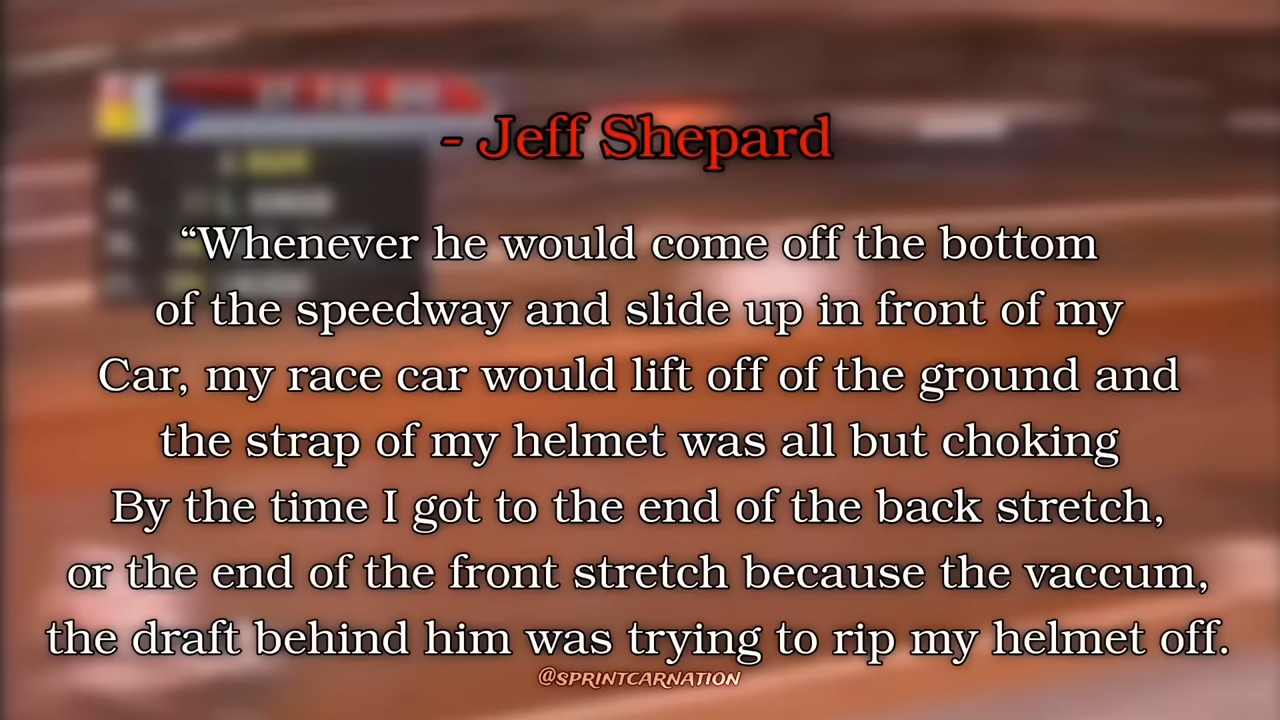 - Jeff Shepard
“Whenever he would come off the bottom
of the speedway and slide up in front of my
Car, my race car would lift off of the ground and
the strap of my helmet was all but choking
By the time I got to the end of the back stretch,
or the end of the front stretch because the vaccum,
the draft behind him was trying to rip my helmet off.
@SPRINTCARNATION